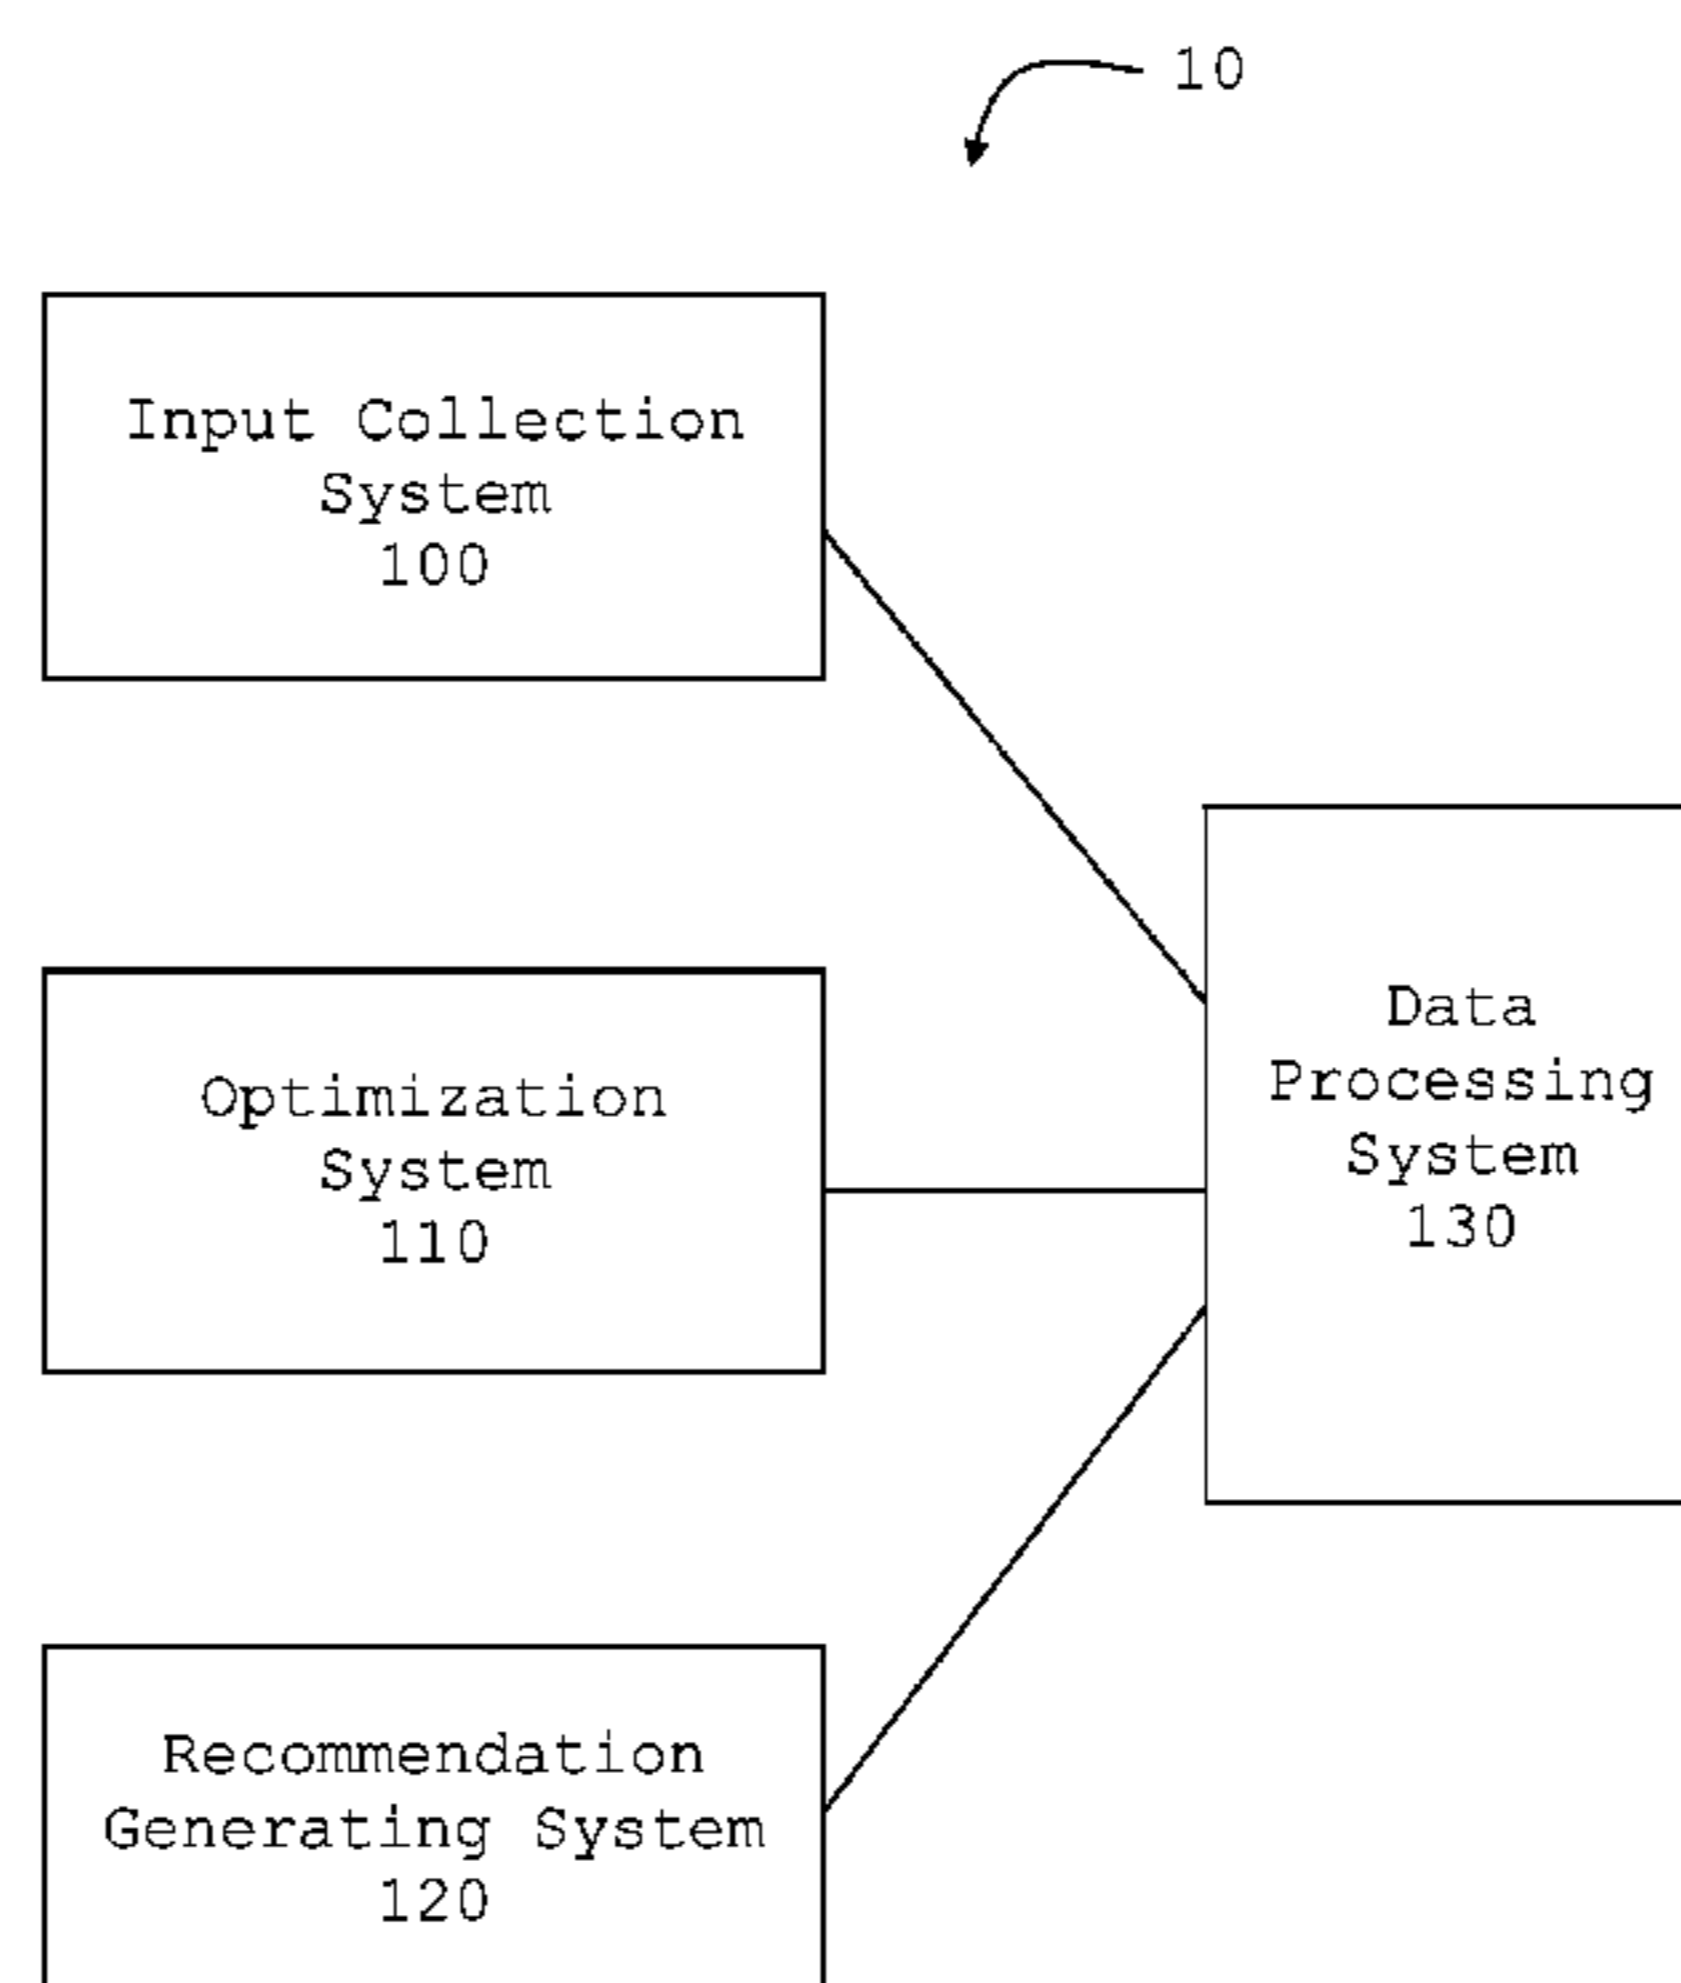 10
Input Collection
System
100
Optimization
System
110
Data
Processing
System
130
Recommendation
Generating System
120